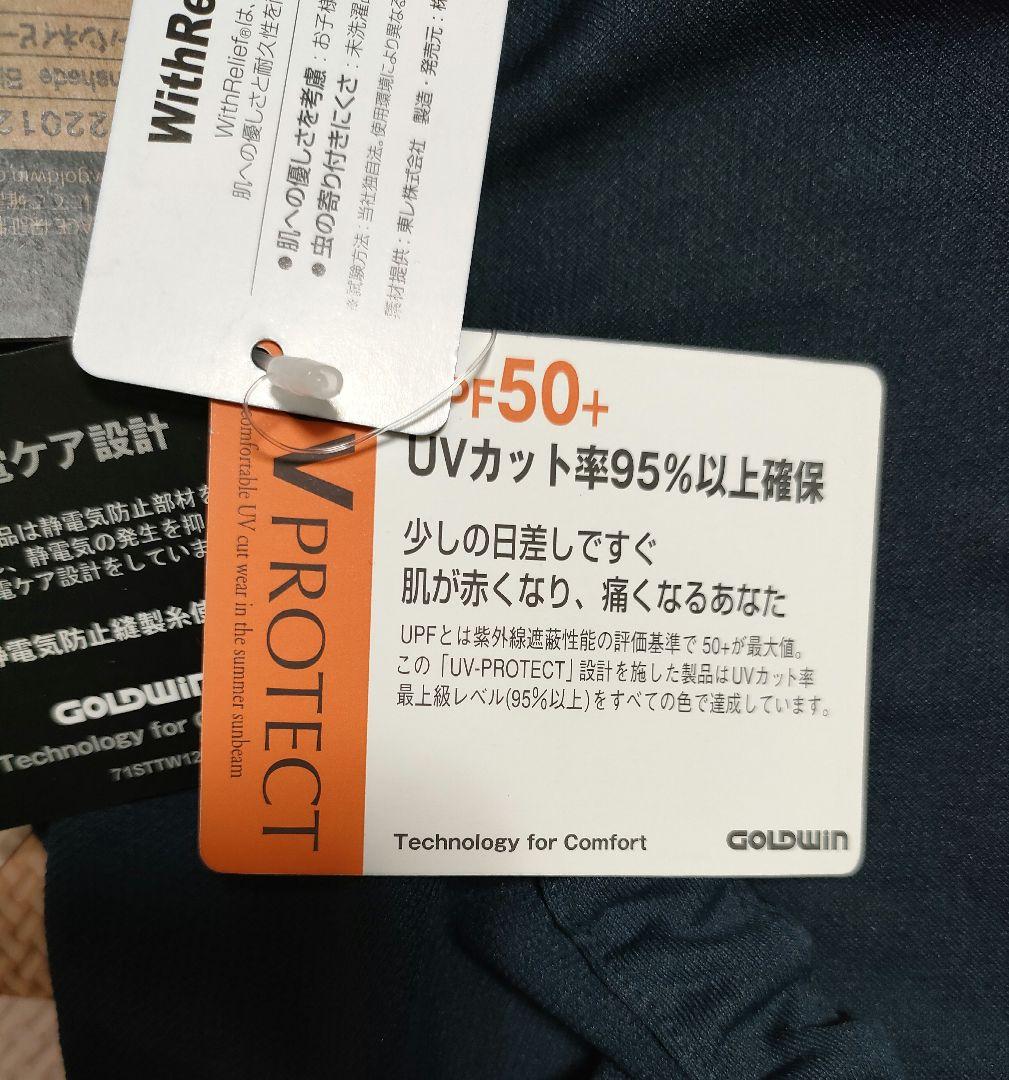 WithRe
WithRelief®は、
肌への優しさと耐久性を
●肌への優しさを考慮：お子様
●虫の寄り付きにくさ：未洗濯
※試験方法：当社独自法。使用環境により異なる
素材提供：東レ株式会社 製造・発売元：株
PF50+
UVカット率95%以上確保
少しの日差しですぐ
肌が赤くなり、痛くなるあなた
UPFとは紫外線遮蔽性能の評価基準で 50+が最大値。
この「UV-PROTECT」設計を施した製品はUVカット率
最上級レベル(95%以上)をすべての色で達成しています。
Technology for Comfort
GOLDWIN
V PROTECT
comfortable UV cut wear in the summer sunbeam
電ケア設計
品は静電気防止部材を
、静電気の発生を抑
電ケア設計をしていま
静電気防止縫製糸使
GOLDWIN
Technology for C
71STTW12
22012
nshade
goldwin.c